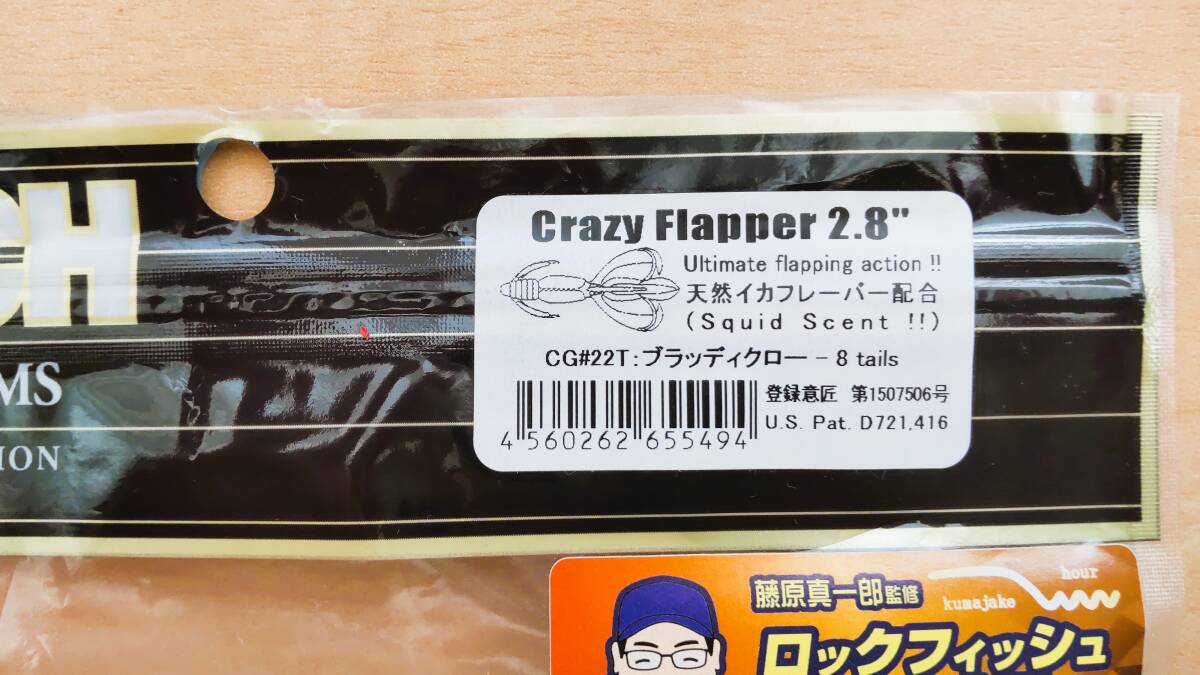 GH
MS
ION
Crazy Flapper 2.8"
Ultimate flapping action !!
天然イカフレーバー配合
(Squid Scent !!)
CG#22T:ブラッディクロー - 8 tails
登録意匠 第1507506号
U.S. Pat. D721,416
4 560262 655494
藤原真一郎監修
kumajake hour
ロックフィッシュ